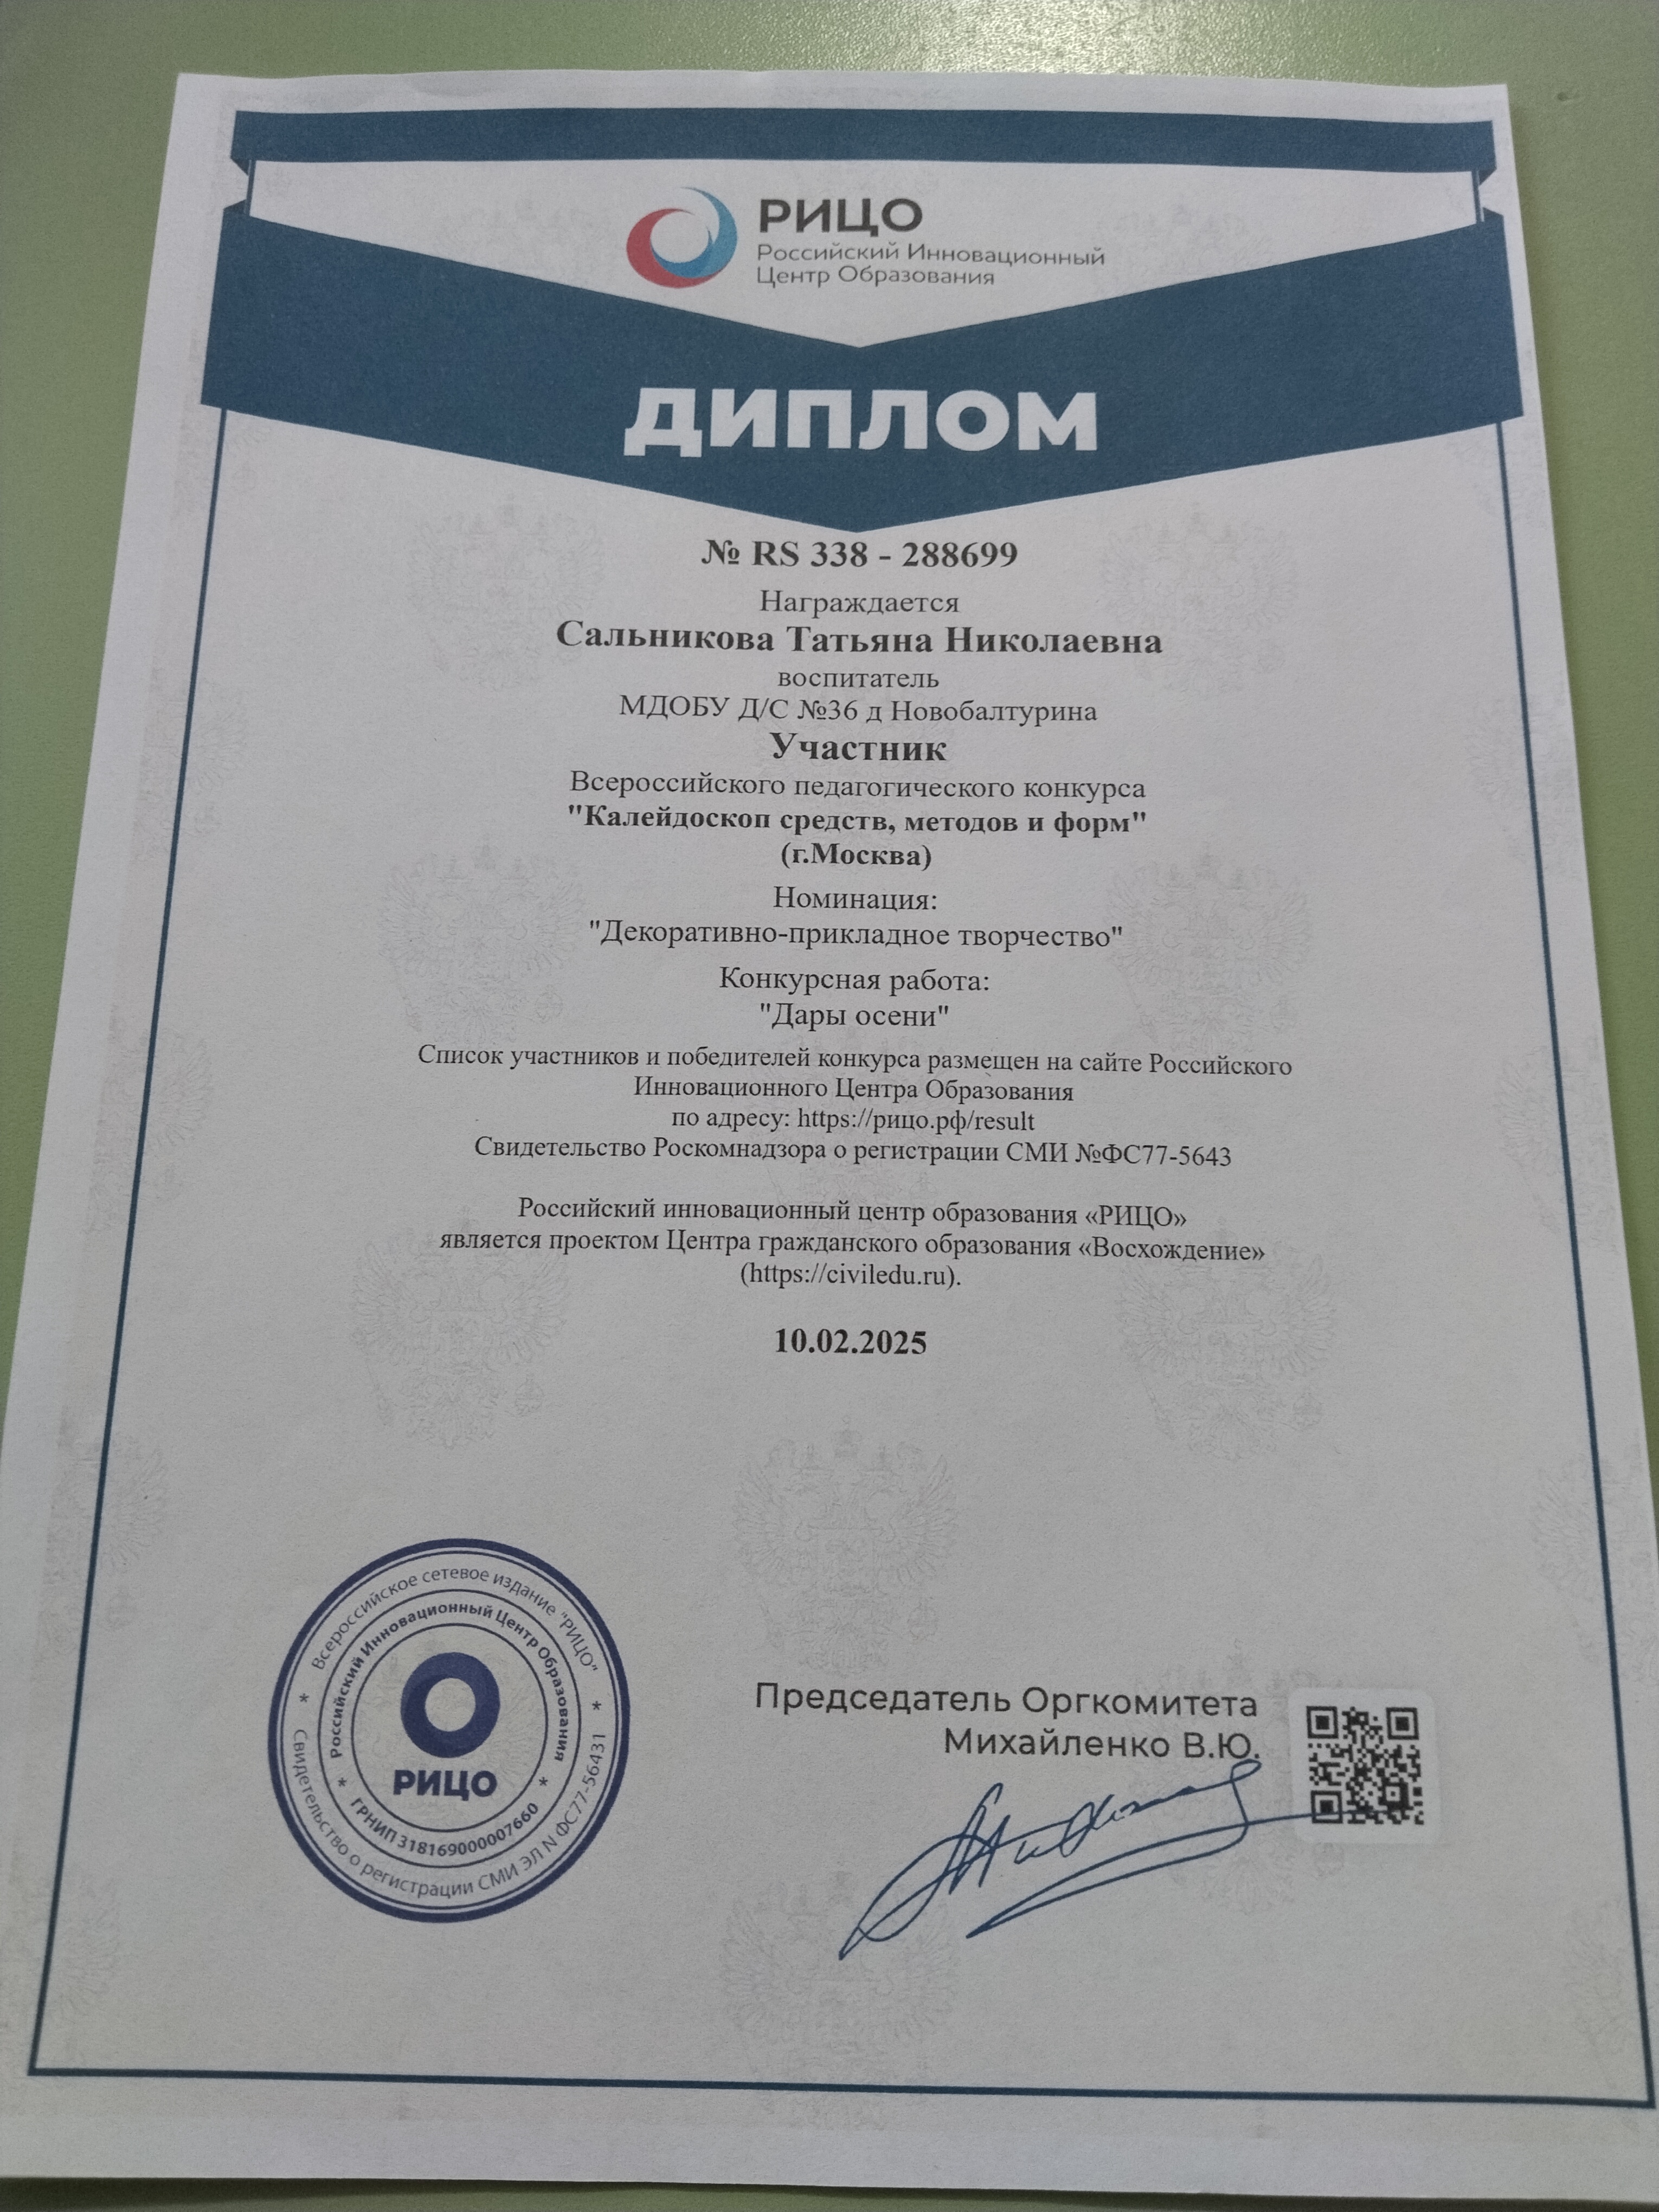 РИЦО
Российский Инновационный
Центр Образования
ДИПЛОМ
№ RS 338 - 288699
Награждается
Сальникова Татьяна Николаевна
воспитатель
МДОБУ Д/С №36 д Новобалтурина
Участник
Всероссийского педагогического конкурса
"Калейдоскоп средств, методов и форм"
(г.Москва)
Номинация:
"Декоративно-прикладное творчество"
Конкурсная работа:
"Дары осени"
Список участников и победителей конкурса размещен на сайте Российского
Инновационного Центра Образования
по адресу: https://рицо.рф/result
Свидетельство Роскомнадзора о регистрации СМИ №ФС77-5643
Российский инновационный центр образования «РИЦО»
является проектом Центра гражданского образования «Восхождение»
(https://civiledu.ru).
10.02.2025
Всероссийское сетевое издание "РИЦО"
Свидетельство о регистрации СМИ ЭЛ N ФС77-56431
Российский Инновационный Центр Образования
ГРНИП 318169000007660
РИЦО
Председатель Оргкомитета
Михайленко В.Ю.